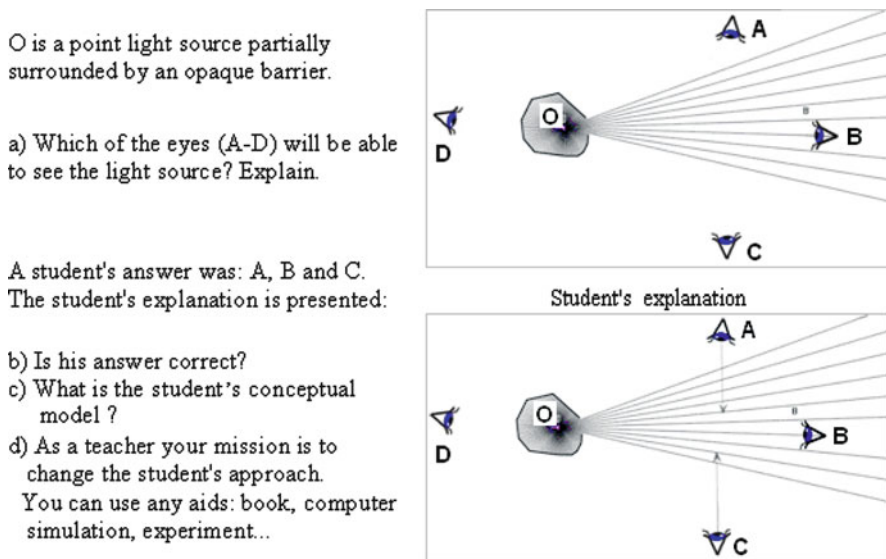 O is a point light source partially
surrounded by an opaque barrier.
a) Which of the eyes (A-D) will be able
to see the light source? Explain.
A student's answer was: A, B and C.
The student's explanation is presented:
b) Is his answer correct?
c) What is the student's conceptual
model ?
d) As a teacher your mission is to
change the student's approach.
You can use any aids: book, computer
simulation, experiment...
A
O
B
B
D
C
Student's explanation
A
O
B
B
D
C